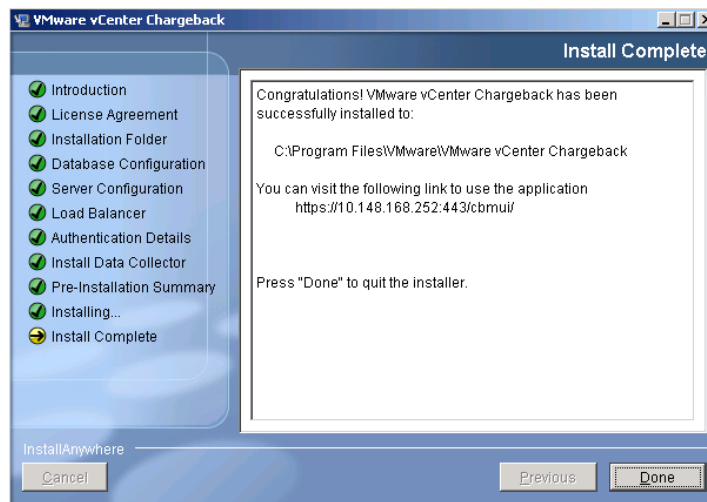 VMware vCenter Chargeback
Install Complete
Introduction
License Agreement
Installation Folder
Database Configuration
Server Configuration
Load Balancer
Authentication Details
Install Data Collector
Pre-Installation Summary
Installing...
Install Complete
Congratulations! VMware vCenter Chargeback has been
successfully installed to:
C:\Program Files\VMware\VMware vCenter Chargeback
You can visit the following link to use the application
https://10.148.168.252:443/cbmui/
Press "Done" to quit the installer.
InstallAnywhere
Cancel
Previous
Done